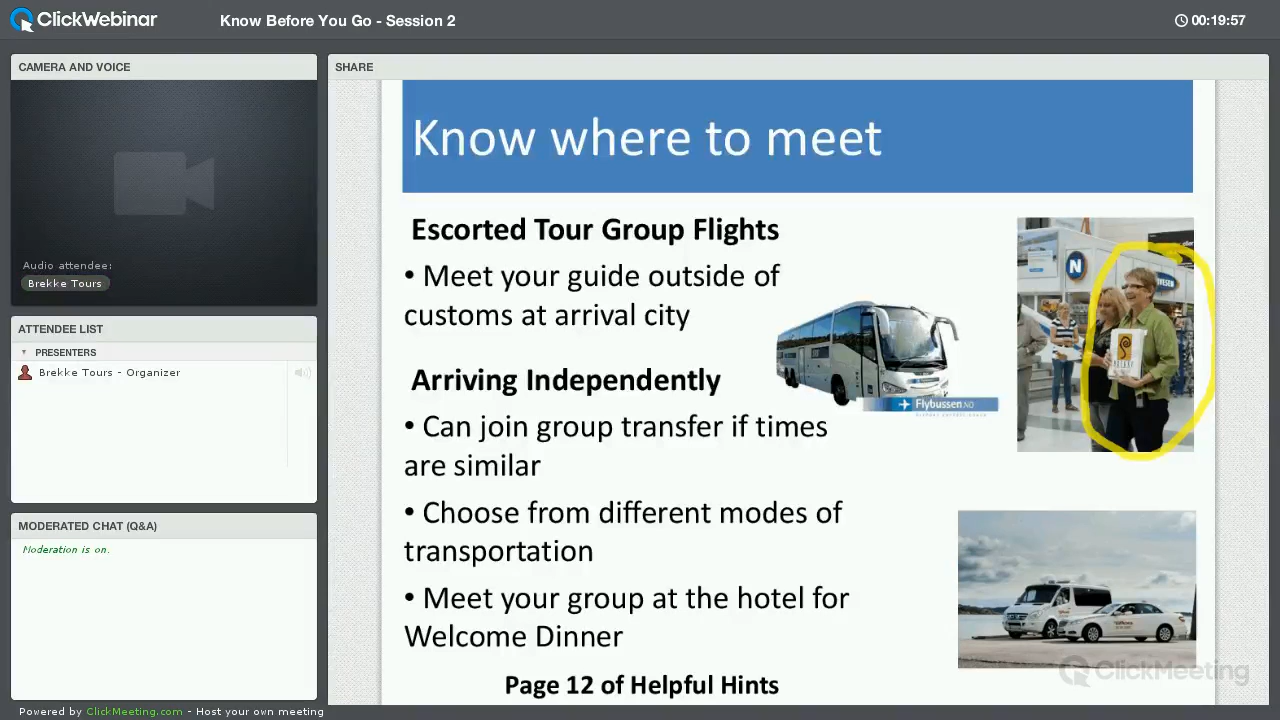 ClickWebinar
Know Before You Go - Session 2
00:19:57
CAMERA AND VOICE
Audio attendee:
Brekke Tours
ATTENDEE LIST
PRESENTERS
Brekke Tours - Organizer
MODERATED CHAT (Q&A)
Moderation is on.
SHARE
Know where to meet
Escorted Tour Group Flights
• Meet your guide outside of
customs at arrival city
Arriving Independently
• Can join group transfer if times
are similar
• Choose from different modes of
transportation
• Meet your group at the hotel for
Welcome Dinner
Page 12 of Helpful Hints
Flybussen.NO
N
ClickMeeting
Powered by ClickMeeting.com - Host your own meeting